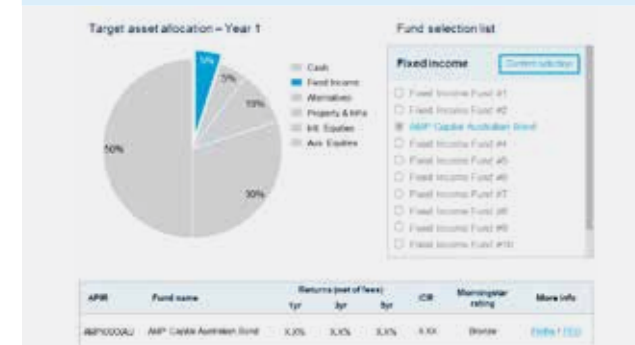 Target asset allocation – Year 1
5%
5%
10%
30%
50%
Cash
Fixed Income
Alternatives
Property & Infra
Int. Equities
Aus. Equities
Fund selection list
Fixed income
Fixed Income Fund #1
Fixed Income Fund #2
AMP Capital Australian Bond
Fixed Income Fund #4
Fixed Income Fund #5
Fixed Income Fund #6
Fixed Income Fund #7
Fixed Income Fund #8
Fixed Income Fund #9
Fixed Income Fund #10
Returns (net of fees)
APIR Fund name 1yr 3yr 5yr ICR Morningstar rating More info
AMP Capital Australian Bond X.X% X.X% X.X% X.XX Bronze